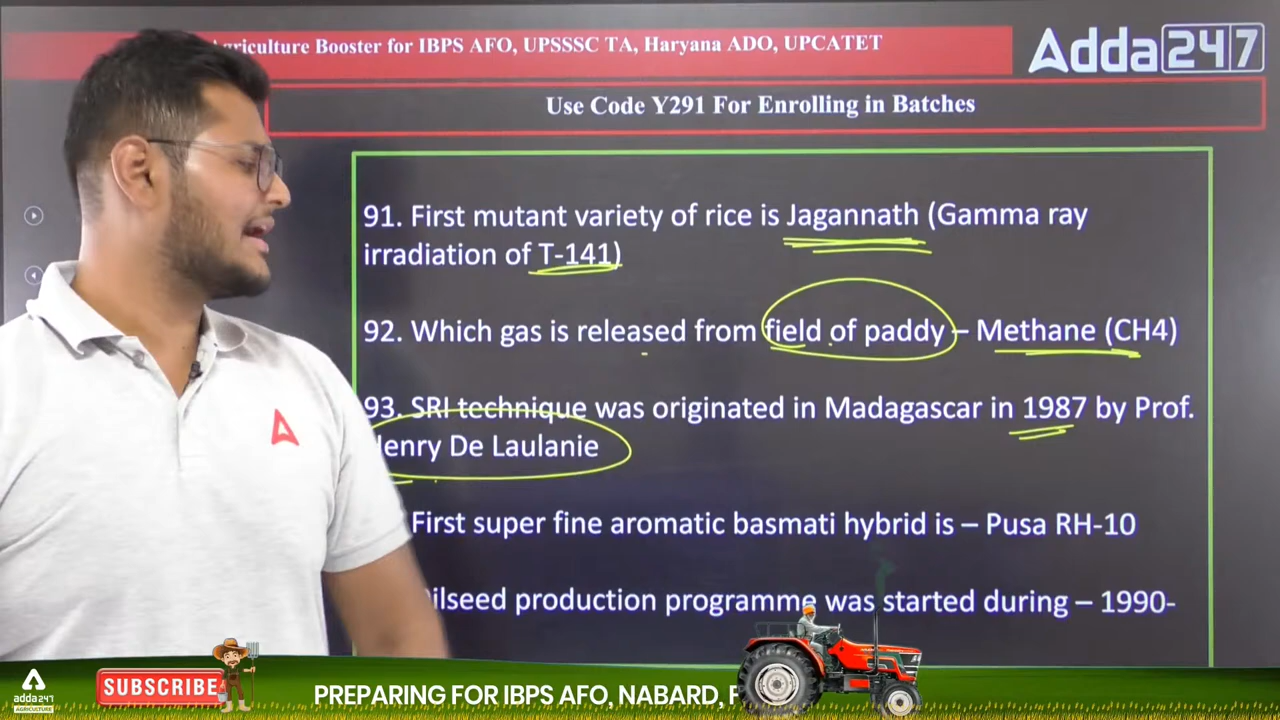 griculture Booster for IBPS AFO, UPSSSC TA, Haryana ADO, UPCATET
Adda247
Use Code Y291 For Enrolling in Batches
91. First mutant variety of rice is Jagannath (Gamma ray
irradiation of T-141)
92. Which gas is released from field of paddy – Methane (CH4)
93. SRI technique was originated in Madagascar in 1987 by Prof.
enry De Laulanie
First super fine aromatic basmati hybrid is – Pusa RH-10
ilseed production programme was started during – 1990-
adda247
AGRICULTURE
SUBSCRIBE
PREPARING FOR IBPS AFO, NABARD, F